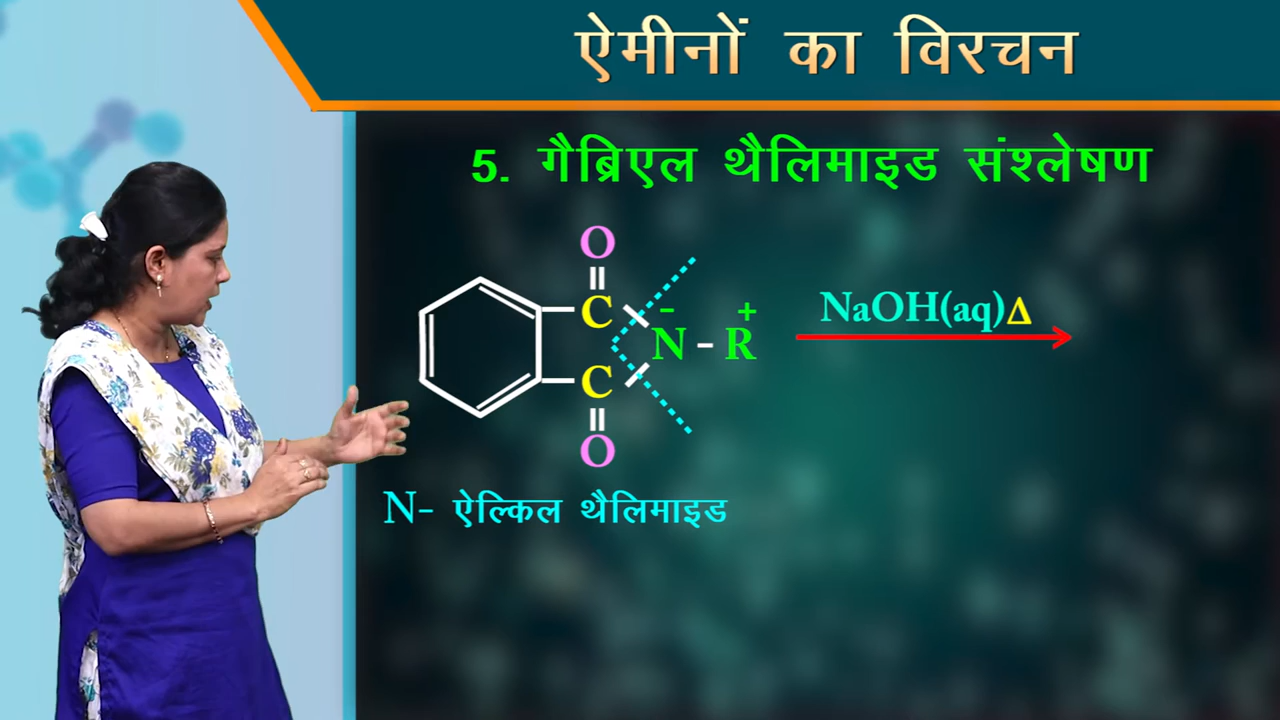 ऐमीनों का विरचन
5. गैब्रिएल थैलिमाइड संश्लेषण
O
C
- +
N - R
NaOH(aq)Δ
C
O
N- ऐल्किल थैलिमाइड